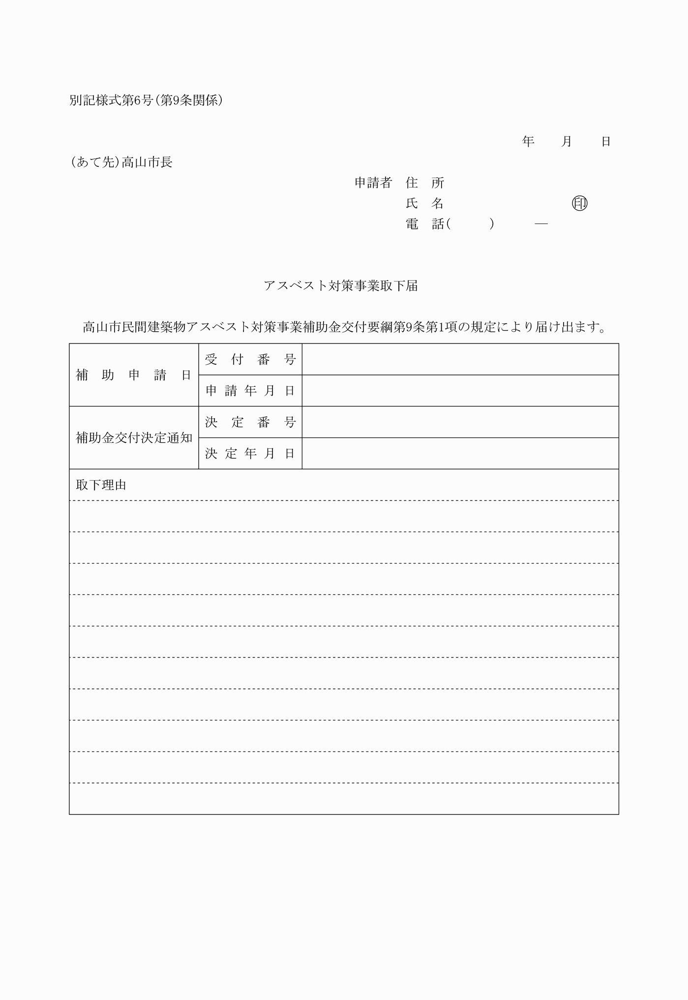 別記様式第6号(第9条関係)
年　　月　　日
(あて先)高山市長
申請者　住　所
氏　名　　　　　　　　　　㊞
電　話(　　　)　　　―
アスベスト対策事業取下届
高山市民間建築物アスベスト対策事業補助金交付要綱第9条第1項の規定により届け出ます。
補助申請日
受付番号
申請年月日
補助金交付決定通知
決定番号
決定年月日
取下理由